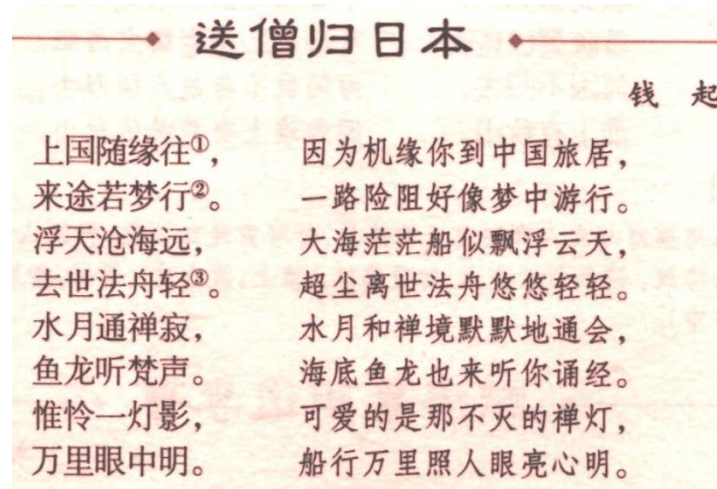 送僧归日本
钱 起
上国随缘往①， 因为机缘你到中国旅居，
来途若梦行②。 一路险阻好像梦中游行。
浮天沧海远， 大海茫茫船似飘浮云天，
去世法舟轻③。 超尘离世法舟悠悠轻轻。
水月通禅寂， 水月和禅境默默地通会，
鱼龙听梵声。 海底鱼龙也来听你诵经。
惟怜一灯影， 可爱的是那不灭的禅灯，
万里眼中明。 船行万里照人眼亮心明。